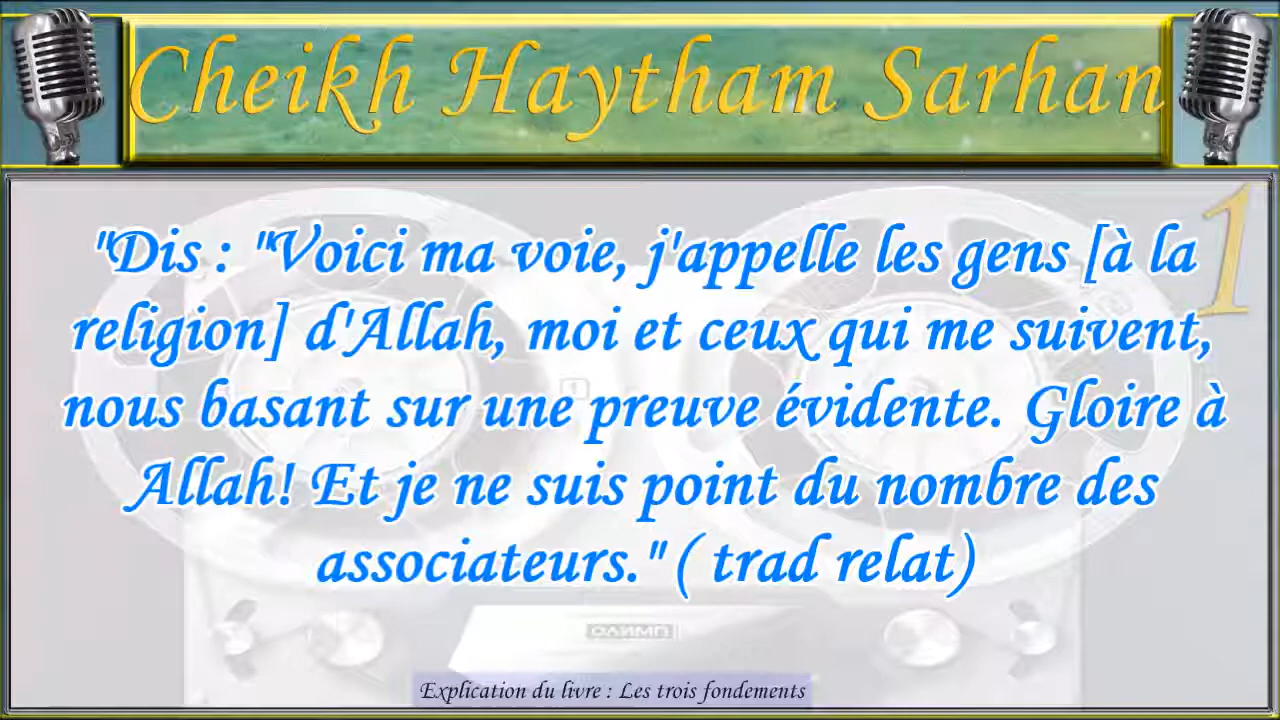 Cheikh Haytham Sarhan
1
"Dis : "Voici ma voie, j'appelle les gens [à la
religion] d'Allah, moi et ceux qui me suivent,
nous basant sur une preuve évidente. Gloire à
Allah! Et je ne suis point du nombre des
associateurs." ( trad relat)
ОЛИМП
Explication du livre : Les trois fondements